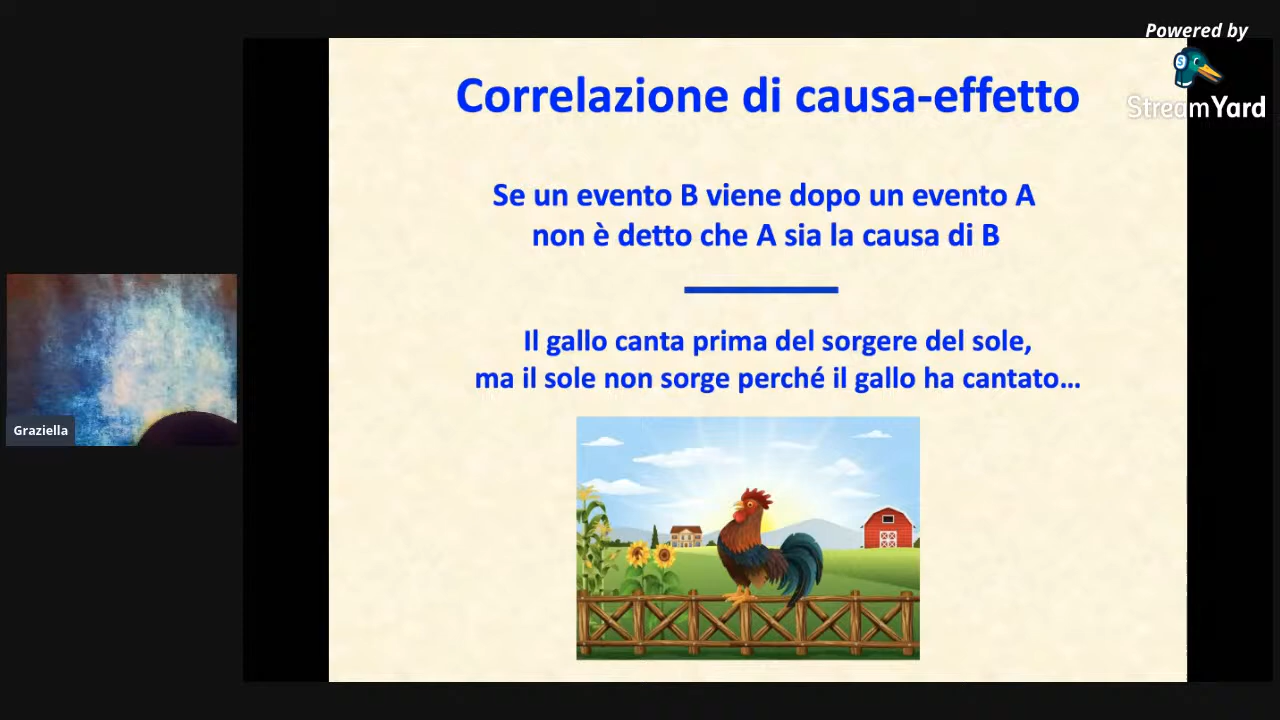 Powered by
StreamYard
Correlazione di causa-effetto
Se un evento B viene dopo un evento A
non è detto che A sia la causa di B
Il gallo canta prima del sorgere del sole,
ma il sole non sorge perché il gallo ha cantato...
Graziella